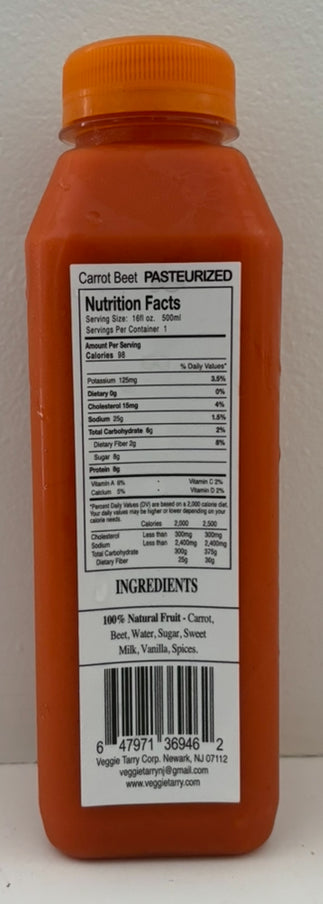 Carrot Beet PASTEURIZED
Nutrition Facts
Serving Size: 16fl oz. 500ml
Servings Per Container 1
Amount Per Serving
Calories 98
% Daily Values*
Potassium 125mg 3.5%
Dietary 0g 0%
Cholesterol 15mg 4%
Sodium 25g 1.5%
Total Carbohydrate 6g 2%
Dietary Fiber 2g 8%
Sugar 8g
Protein 8g
Vitamin A 8% - Vitamin C 2%
Calcium 5% - Vitamin D 2%
*Percent Daily Values (DV) are based on a 2,000 calorie diet.
Your daily values may be higher or lower depending on your
calorie needs.
Calories 2,000 2,500
Cholesterol Less than 300mg 300mg
Sodium Less than 2,400mg 2,400mg
Total Carbohydrate 300g 375g
Dietary Fiber 25g 30g
INGREDIENTS
100% Natural Fruit - Carrot,
Beet, Water, Sugar, Sweet
Milk, Vanilla, Spices.
6 47971 36946 2
Veggie Tarry Corp. Newark, NJ 07112
veggietarrynj@gmail.com
www.veggietarry.com